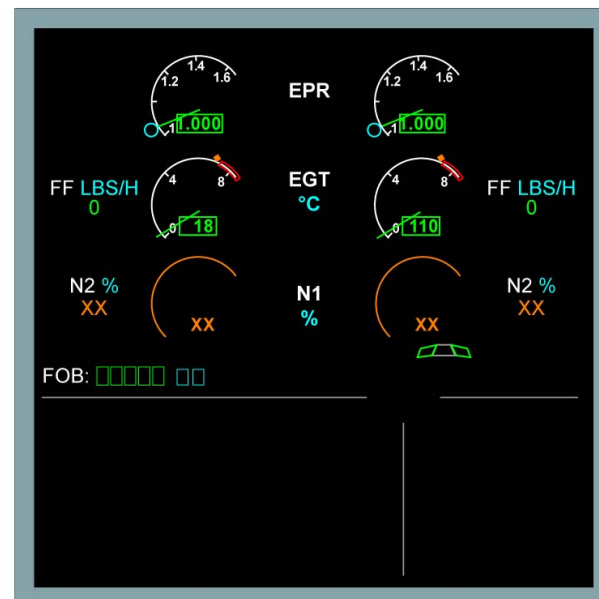 1.2 1.4 1.6 EPR 1.2 1.4 1.6
1 1.000 1 1.000
FF LBS/H 4 8 EGT 4 8 FF LBS/H
0 °C 0
0 18 0 110
N2 % N1 N2 %
XX XX % XX XX
FOB: